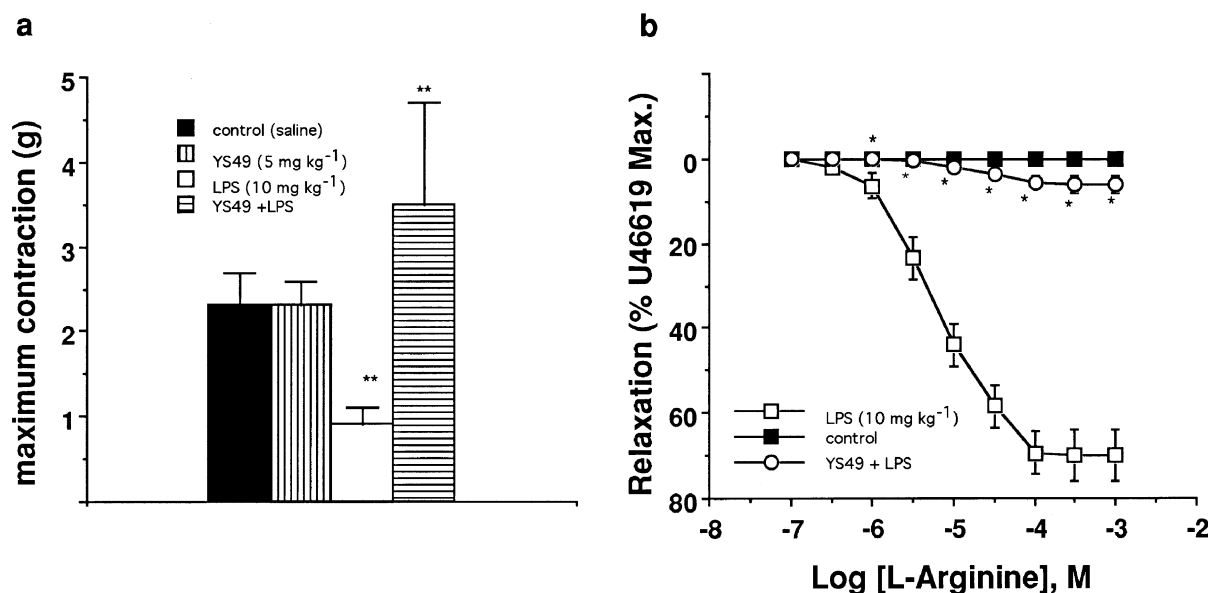 a
maximum contraction (g)
5
4
3
2
1
control (saline)
YS49 (5 mg kg⁻¹)
LPS (10 mg kg⁻¹)
YS49 +LPS
**
**
b
Relaxation (% U46619 Max.)
0
20
40
60
80
*
*
*
*
*
*
*
LPS (10 mg kg⁻¹)
control
YS49 + LPS
-8 -7 -6 -5 -4 -3 -2
Log [L-Arginine], M